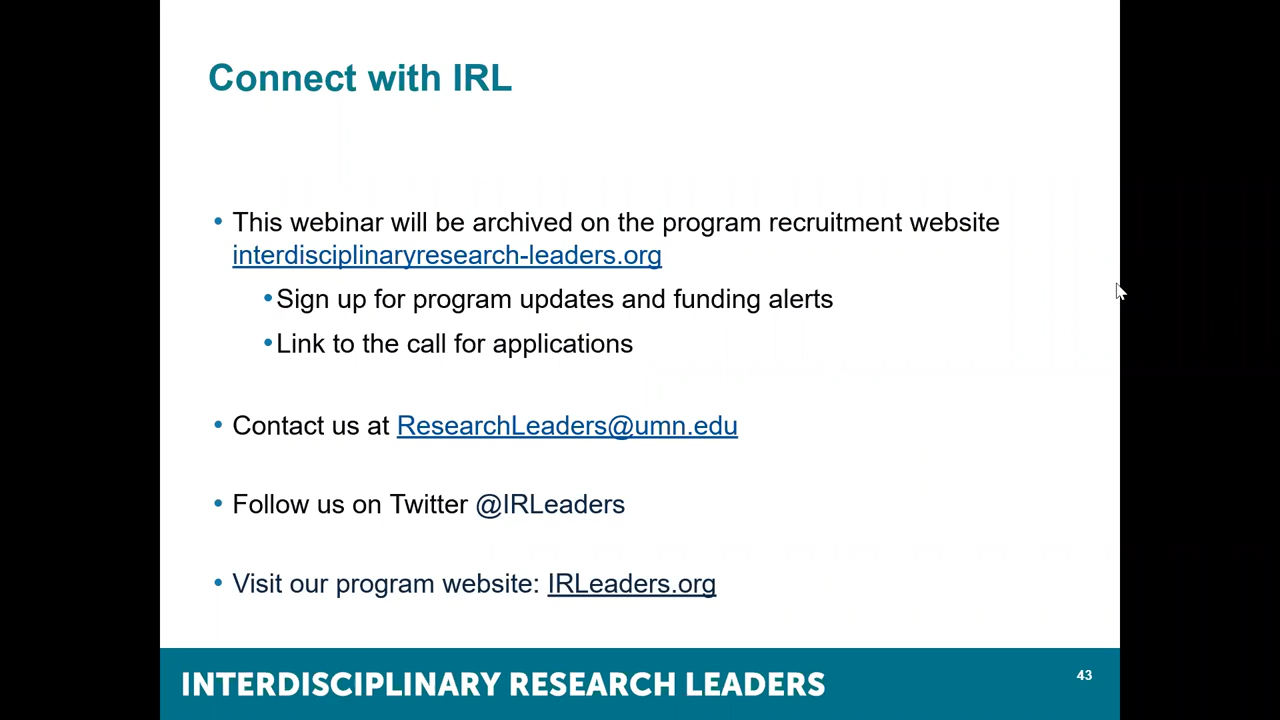 Connect with IRL
• This webinar will be archived on the program recruitment website
interdisciplinaryresearch-leaders.org
• Sign up for program updates and funding alerts
• Link to the call for applications
• Contact us at ResearchLeaders@umn.edu
• Follow us on Twitter @IRLeaders
• Visit our program website: IRLeaders.org
INTERDISCIPLINARY RESEARCH LEADERS
43